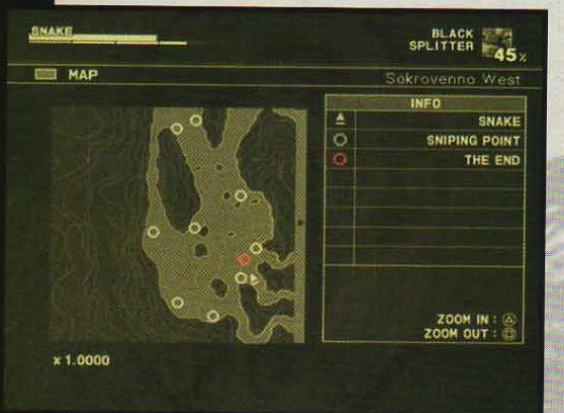 SNAKE
BLACK
SPLITTER
45%
MAP
Sokrovenno West
INFO
SNAKE
SNIPING POINT
THE END
ZOOM IN :
ZOOM OUT :
x 1.0000